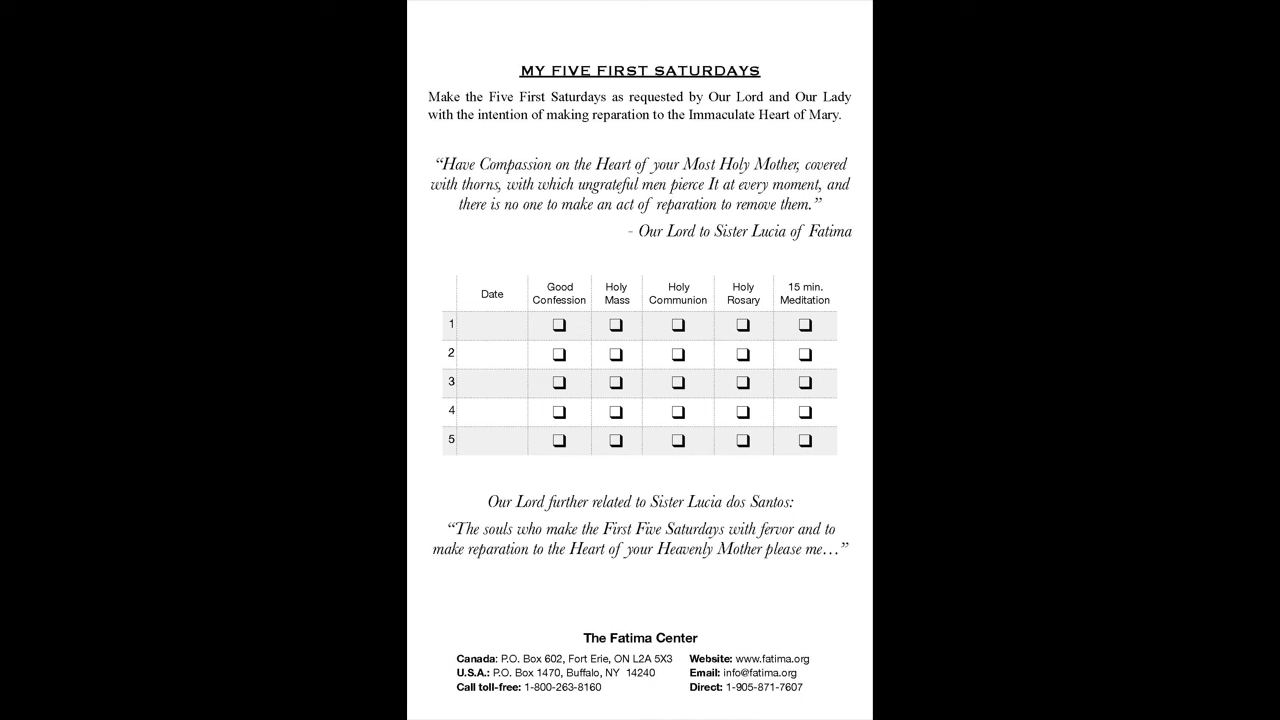 MY FIVE FIRST SATURDAYS
Make the Five First Saturdays as requested by Our Lord and Our Lady
with the intention of making reparation to the Immaculate Heart of Mary.
“Have Compassion on the Heart of your Most Holy Mother, covered
with thorns, with which ungrateful men pierce It at every moment, and
there is no one to make an act of reparation to remove them.”
- Our Lord to Sister Lucia of Fatima
Date Good Confession Holy Mass Holy Communion Holy Rosary 15 min. Meditation
1 ❑ ❑ ❑ ❑ ❑
2 ❑ ❑ ❑ ❑ ❑
3 ❑ ❑ ❑ ❑ ❑
4 ❑ ❑ ❑ ❑ ❑
5 ❑ ❑ ❑ ❑ ❑
Our Lord further related to Sister Lucia dos Santos:
“The souls who make the First Five Saturdays with fervor and to
make reparation to the Heart of your Heavenly Mother please me…”
The Fatima Center
Canada: P.O. Box 602, Fort Erie, ON L2A 5X3 Website: www.fatima.org
U.S.A.: P.O. Box 1470, Buffalo, NY 14240 Email: info@fatima.org
Call toll-free: 1-800-263-8160 Direct: 1-905-871-7607